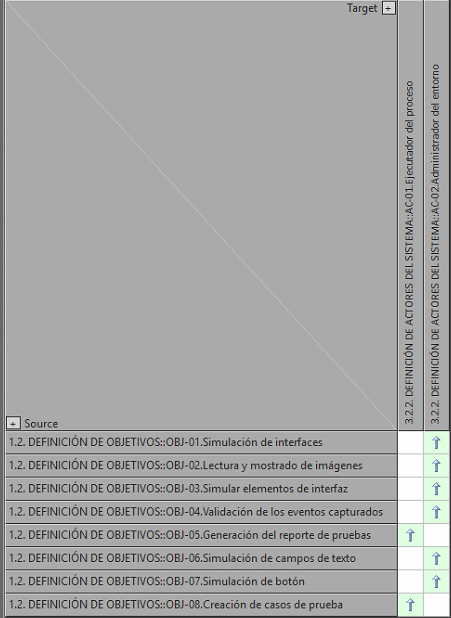 Target +
3.2.2. DEFINICIÓN DE ACTORES DEL SISTEMA::AC-01.Ejecutador del proceso
3.2.2. DEFINICIÓN DE ACTORES DEL SISTEMA::AC-02.Administrador del entorno
+ Source
1.2. DEFINICIÓN DE OBJETIVOS::OBJ-01.Simulación de interfaces
1.2. DEFINICIÓN DE OBJETIVOS::OBJ-02.Lectura y mostrado de imágenes
1.2. DEFINICIÓN DE OBJETIVOS::OBJ-03.Simular elementos de interfaz
1.2. DEFINICIÓN DE OBJETIVOS::OBJ-04.Validación de los eventos capturados
1.2. DEFINICIÓN DE OBJETIVOS::OBJ-05.Generación del reporte de pruebas
1.2. DEFINICIÓN DE OBJETIVOS::OBJ-06.Simulación de campos de texto
1.2. DEFINICIÓN DE OBJETIVOS::OBJ-07.Simulación de botón
1.2. DEFINICIÓN DE OBJETIVOS::OBJ-08.Creación de casos de prueba